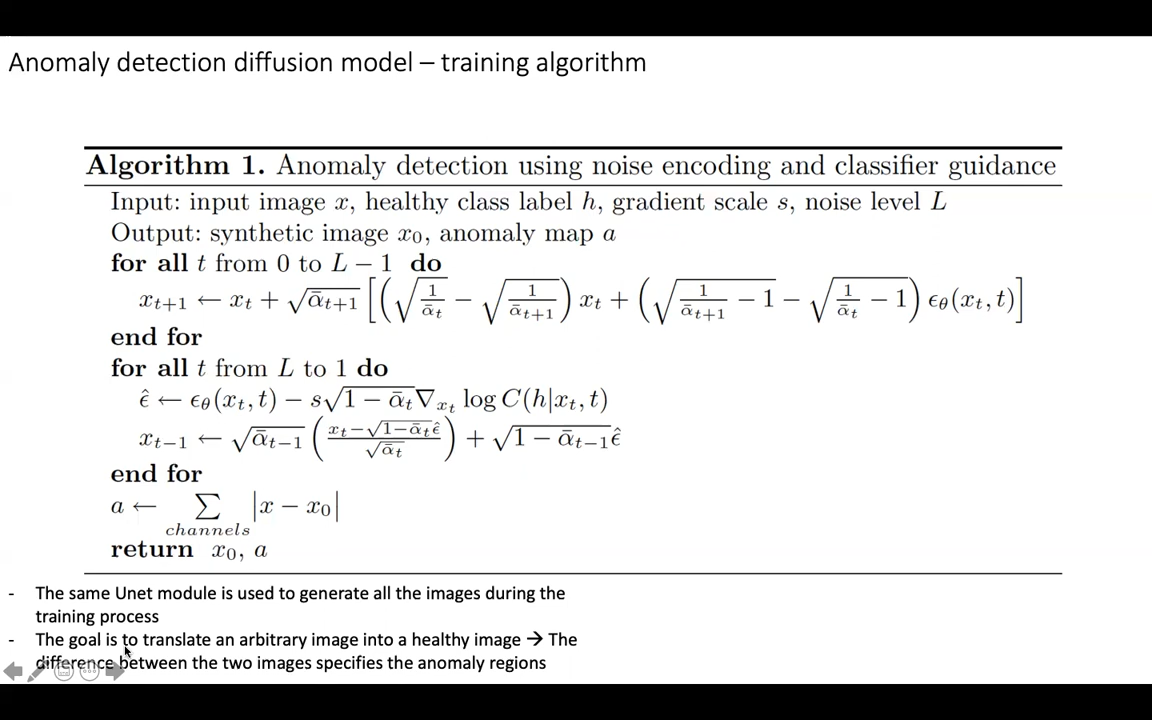 Anomaly detection diffusion model – training algorithm
Algorithm 1. Anomaly detection using noise encoding and classifier guidance
Input: input image x, healthy class label h, gradient scale s, noise level L
Output: synthetic image x₀, anomaly map a
for all t from 0 to L − 1 do
x_{t+1} ← x_t + √ᾱ_{t+1} [(√(1/ᾱ_t) − √(1/ᾱ_{t+1})) x_t + (√(1/ᾱ_{t+1} − 1) − √(1/ᾱ_t − 1)) ϵ_θ(x_t, t)]
end for
for all t from L to 1 do
ϵ̂ ← ϵ_θ(x_t, t) − s√(1 − ᾱ_t) ∇_{x_t} log C(h|x_t, t)
x_{t−1} ← √ᾱ_{t−1} ((x_t − √(1−ᾱ_t) ϵ̂)/√ᾱ_t) + √(1 − ᾱ_{t−1}) ϵ̂
end for
a ← ∑_{channels} |x − x₀|
return x₀, a
- The same Unet module is used to generate all the images during the
training process
- The goal is to translate an arbitrary image into a healthy image → The
difference between the two images specifies the anomaly regions